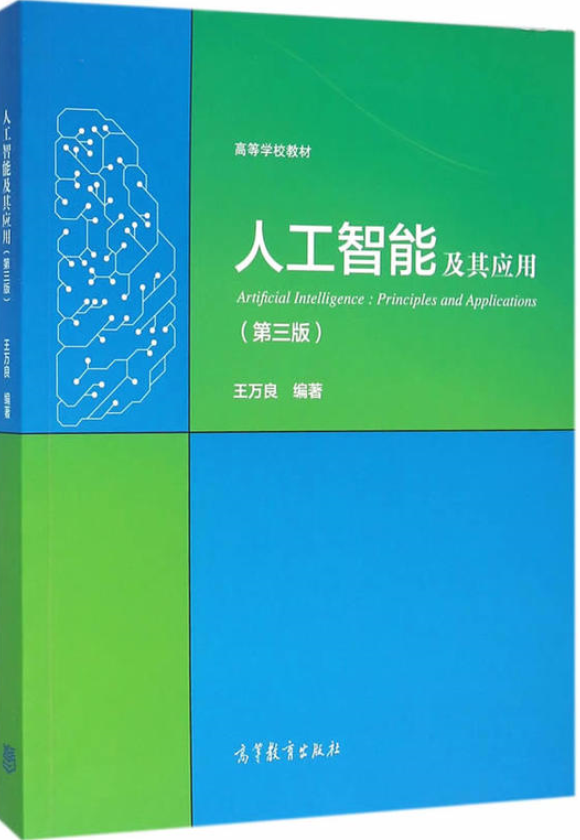 高等学校教材
人工智能及其应用
Artificial Intelligence : Principles and Applications
（第三版）
王万良 编著
高等教育出版社
人工智能及其应用（第三版） 王万良 编著